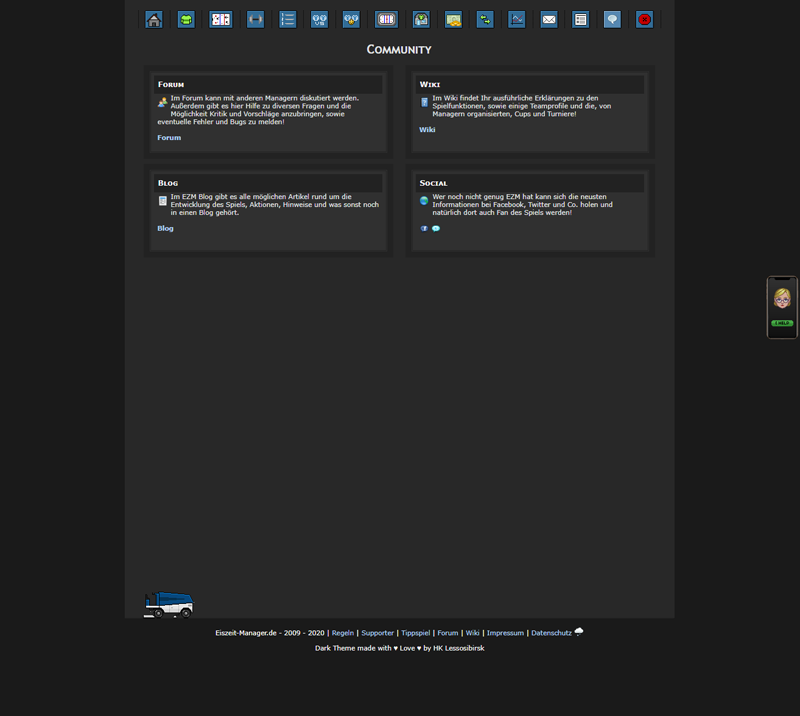 Community
Forum
Im Forum kann mit anderen Managern diskutiert werden.
Außerdem gibt es hier Hilfe zu diversen Fragen und die
Möglichkeit Kritik und Vorschläge anzubringen, sowie
eventuelle Fehler und Bugs zu melden!
Forum
Wiki
Im Wiki findet Ihr ausführliche Erklärungen zu den
Spielfunktionen, sowie einige Teamprofile und die, von
Managern organisierten, Cups und Turniere!
Wiki
Blog
Im EZM Blog gibt es alle möglichen Artikel rund um die
Entwicklung des Spiels, Aktionen, Hinweise und was sonst noch
in einen Blog gehört.
Blog
Social
Wer noch nicht genug EZM hat kann sich die neusten
Informationen bei Facebook, Twitter und Co. holen und
natürlich dort auch Fan des Spiels werden!
Eiszeit-Manager.de - 2009 - 2020 | Regeln | Supporter | Tippspiel | Forum | Wiki | Impressum | Datenschutz
Dark Theme made with ♥ Love ♥ by HK Lessosibirsk